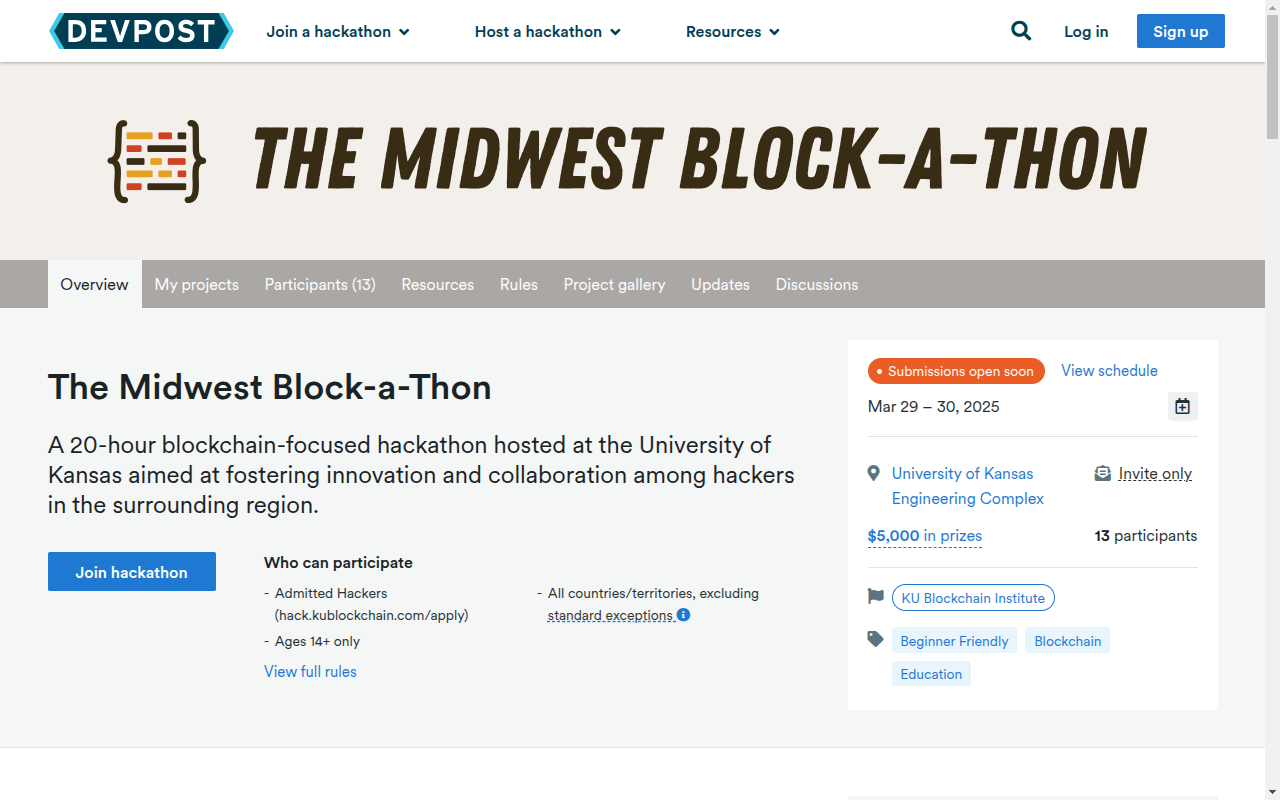 DEVPOST
Join a hackathon
Host a hackathon
Resources
Log in
Sign up
THE MIDWEST BLOCK-A-THON
Overview
My projects
Participants (13)
Resources
Rules
Project gallery
Updates
Discussions
The Midwest Block-a-Thon
A 20-hour blockchain-focused hackathon hosted at the University of
Kansas aimed at fostering innovation and collaboration among hackers
in the surrounding region.
Join hackathon
Who can participate
- Admitted Hackers
(hack.kublockchain.com/apply)
- Ages 14+ only
- All countries/territories, excluding
standard exceptions
View full rules
Submissions open soon
View schedule
Mar 29 – 30, 2025
University of Kansas
Engineering Complex
Invite only
$5,000 in prizes
13 participants
KU Blockchain Institute
Beginner Friendly
Blockchain
Education